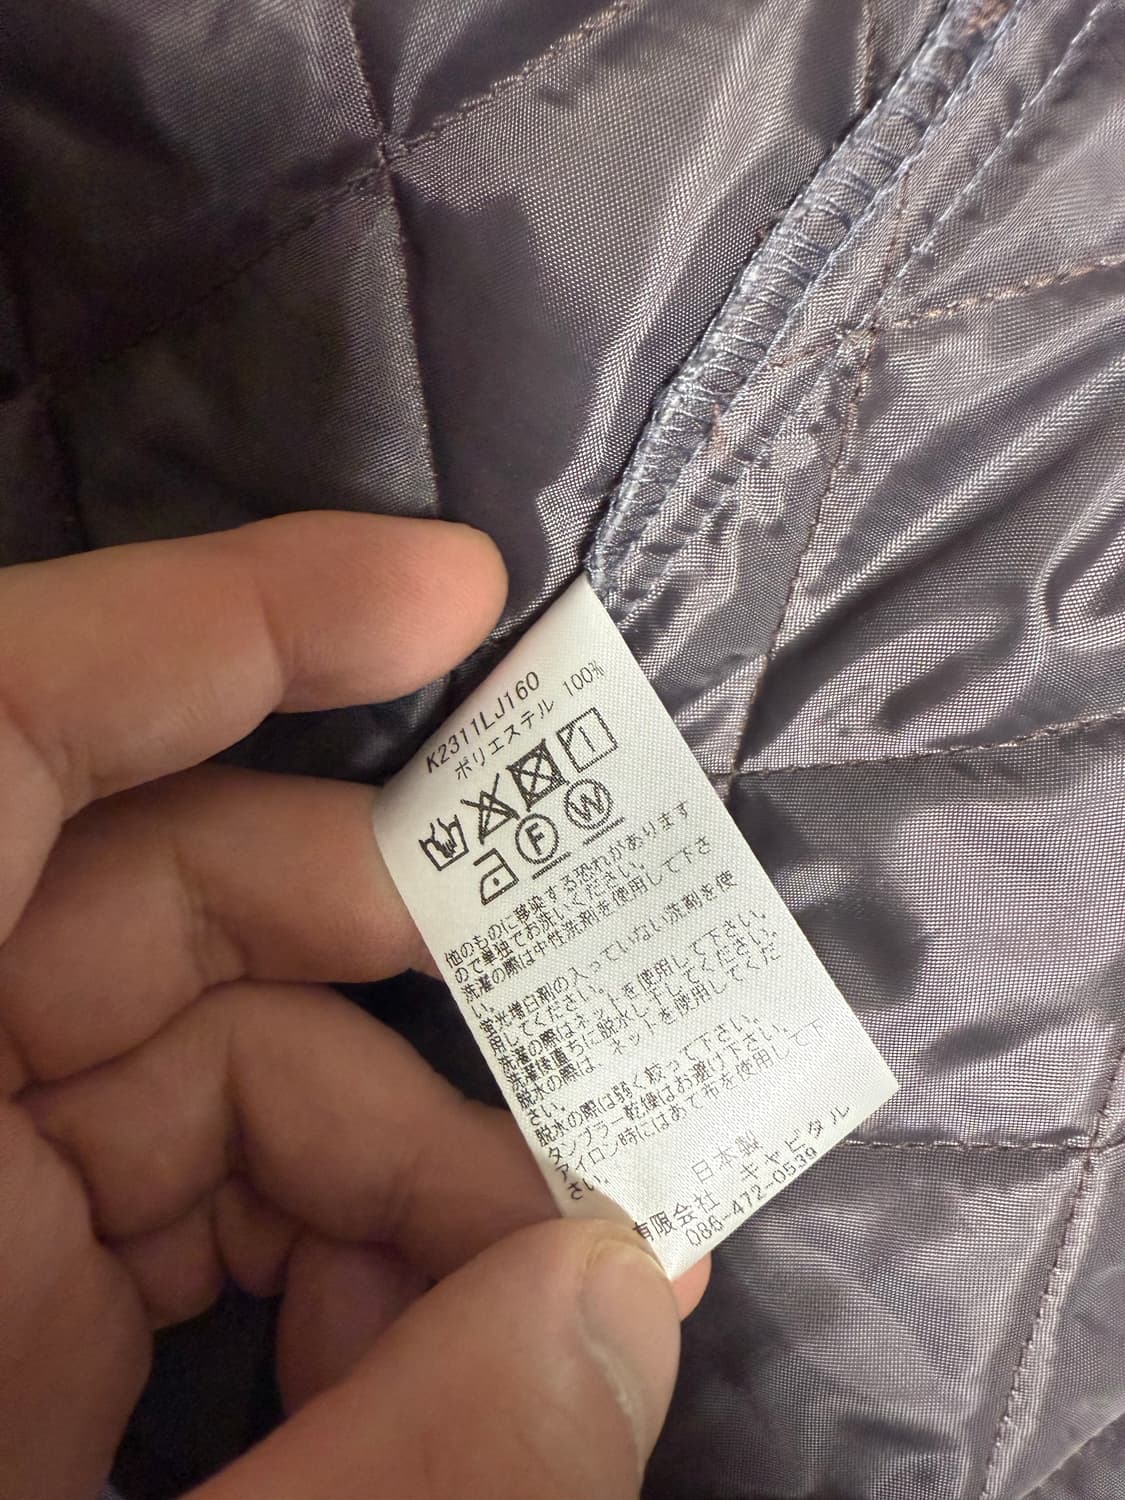 K2311LJ160
ポリエステル 100%
F W
他のものに移染する恐れがあります
ので単独でお洗いください。
洗濯の際は中性洗剤を使用して下さ
い。
蛍光増白剤の入っていない洗剤を使
用してください。
洗濯の際はネットを使用して下さい。
洗濯後直ちに脱水し干してください。
脱水の際は、ネットを使用してくだ
さい。
脱水の際は弱く絞って下さい。
タンブラー乾燥はお避け下さい。
アイロン時にはあて布を使用して下
さい。
日本製
有限会社 キャピタル
086-472-0539